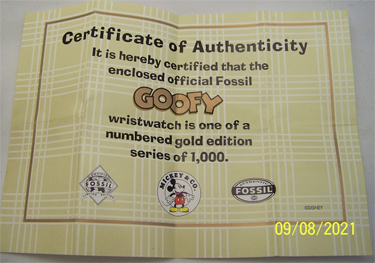 Certificate of Authenticity
It is hereby certified that the
enclosed official Fossil
GOOFY
wristwatch is one of a
numbered gold edition
series of 1,000.
FOSSIL
MICKEY & CO.
FOSSIL
©DISNEY
09/08/2021